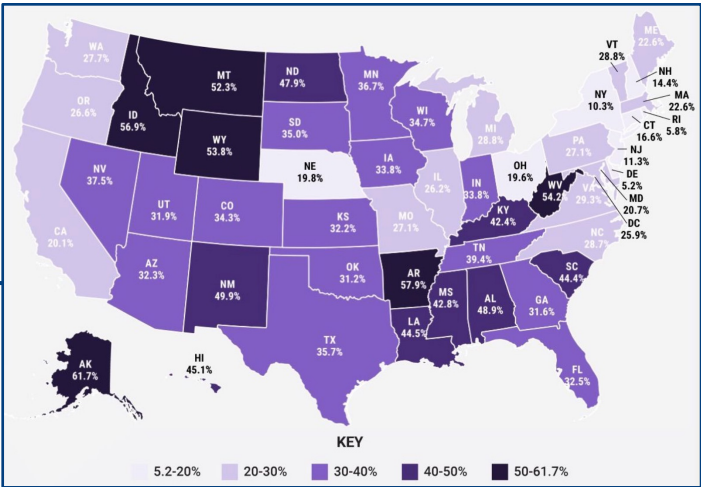 WA
27.7%
OR
26.6%
CA
20.1%
NV
37.5%
ID
56.9%
MT
52.3%
WY
53.8%
UT
31.9%
AZ
32.3%
CO
34.3%
NM
49.9%
ND
47.9%
SD
35.0%
NE
19.8%
KS
32.2%
OK
31.2%
TX
35.7%
MN
36.7%
IA
33.8%
MO
27.1%
AR
57.9%
LA
44.5%
WI
34.7%
IL
26.2%
MI
28.8%
IN
33.8%
OH
19.6%
KY
42.4%
TN
39.4%
MS
42.8%
AL
48.9%
GA
31.6%
FL
32.5%
SC
44.4%
NC
28.7%
VA
29.3%
WV
54.2%
PA
27.1%
NY
10.3%
VT
28.8%
ME
22.6%
NH
14.4%
MA
22.6%
RI
5.8%
CT
16.6%
NJ
11.3%
DE
5.2%
MD
20.7%
DC
25.9%
AK
61.7%
HI
45.1%
KEY
5.2-20%
20-30%
30-40%
40-50%
50-61.7%